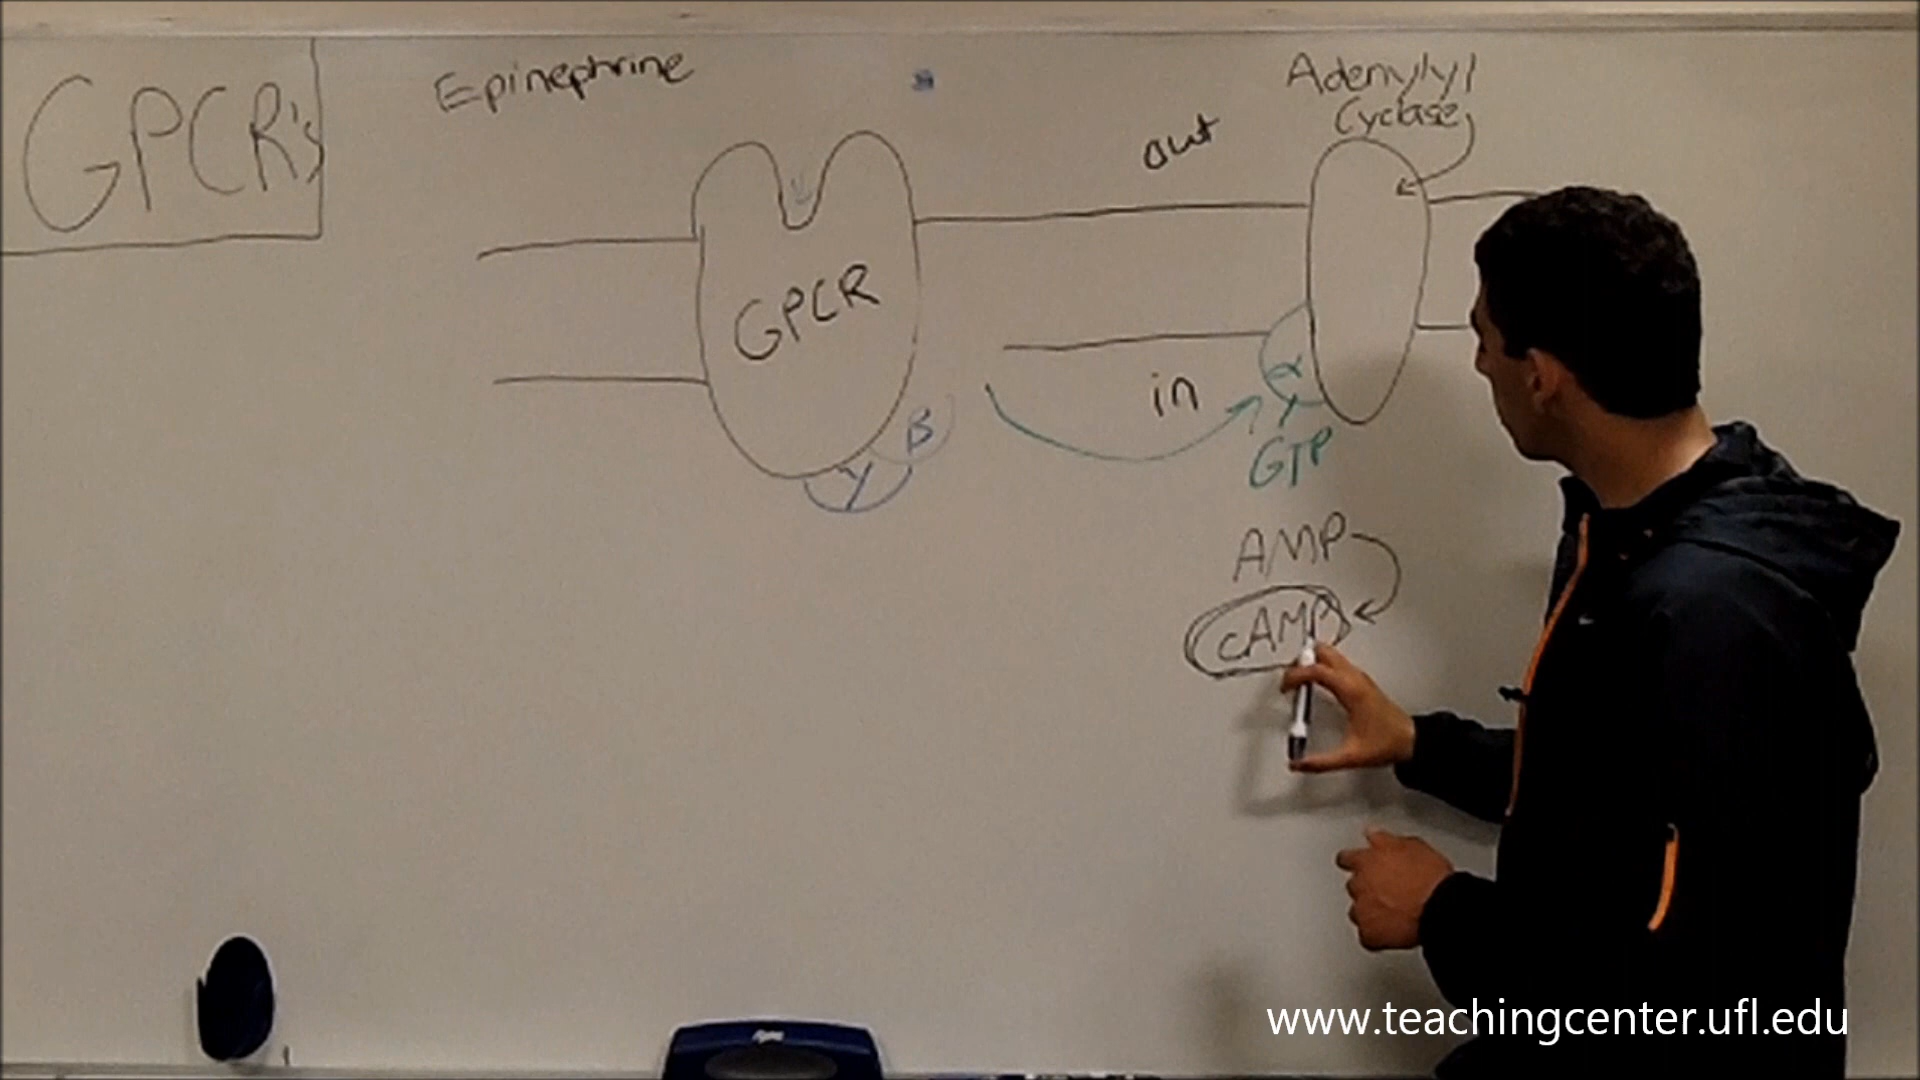 GPCR's
Epinephrine
Adenylyl
Cyclase
out
GPCR
in
α
β
γ
GTP
AMP
cAMP
www.teachingcenter.ufl.edu